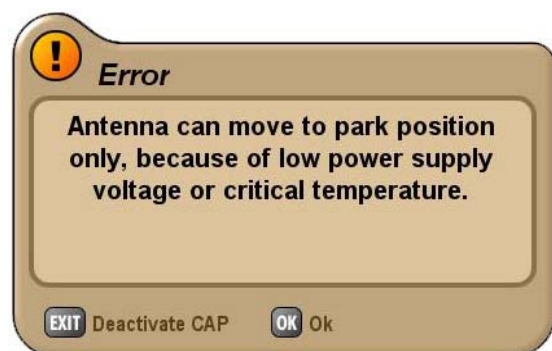 !
Error
Antenna can move to park position
only, because of low power supply
voltage or critical temperature.
EXIT Deactivate CAP OK Ok